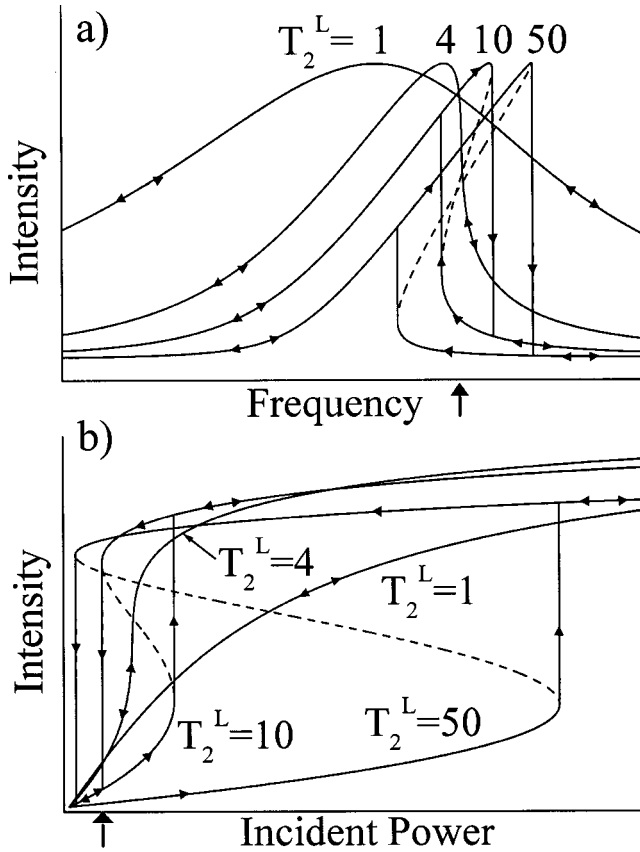 a)
T₂ᴸ= 1 4 10 50
Intensity
Frequency
b)
T₂ᴸ=4
T₂ᴸ=1
T₂ᴸ=10
T₂ᴸ=50
Intensity
Incident Power